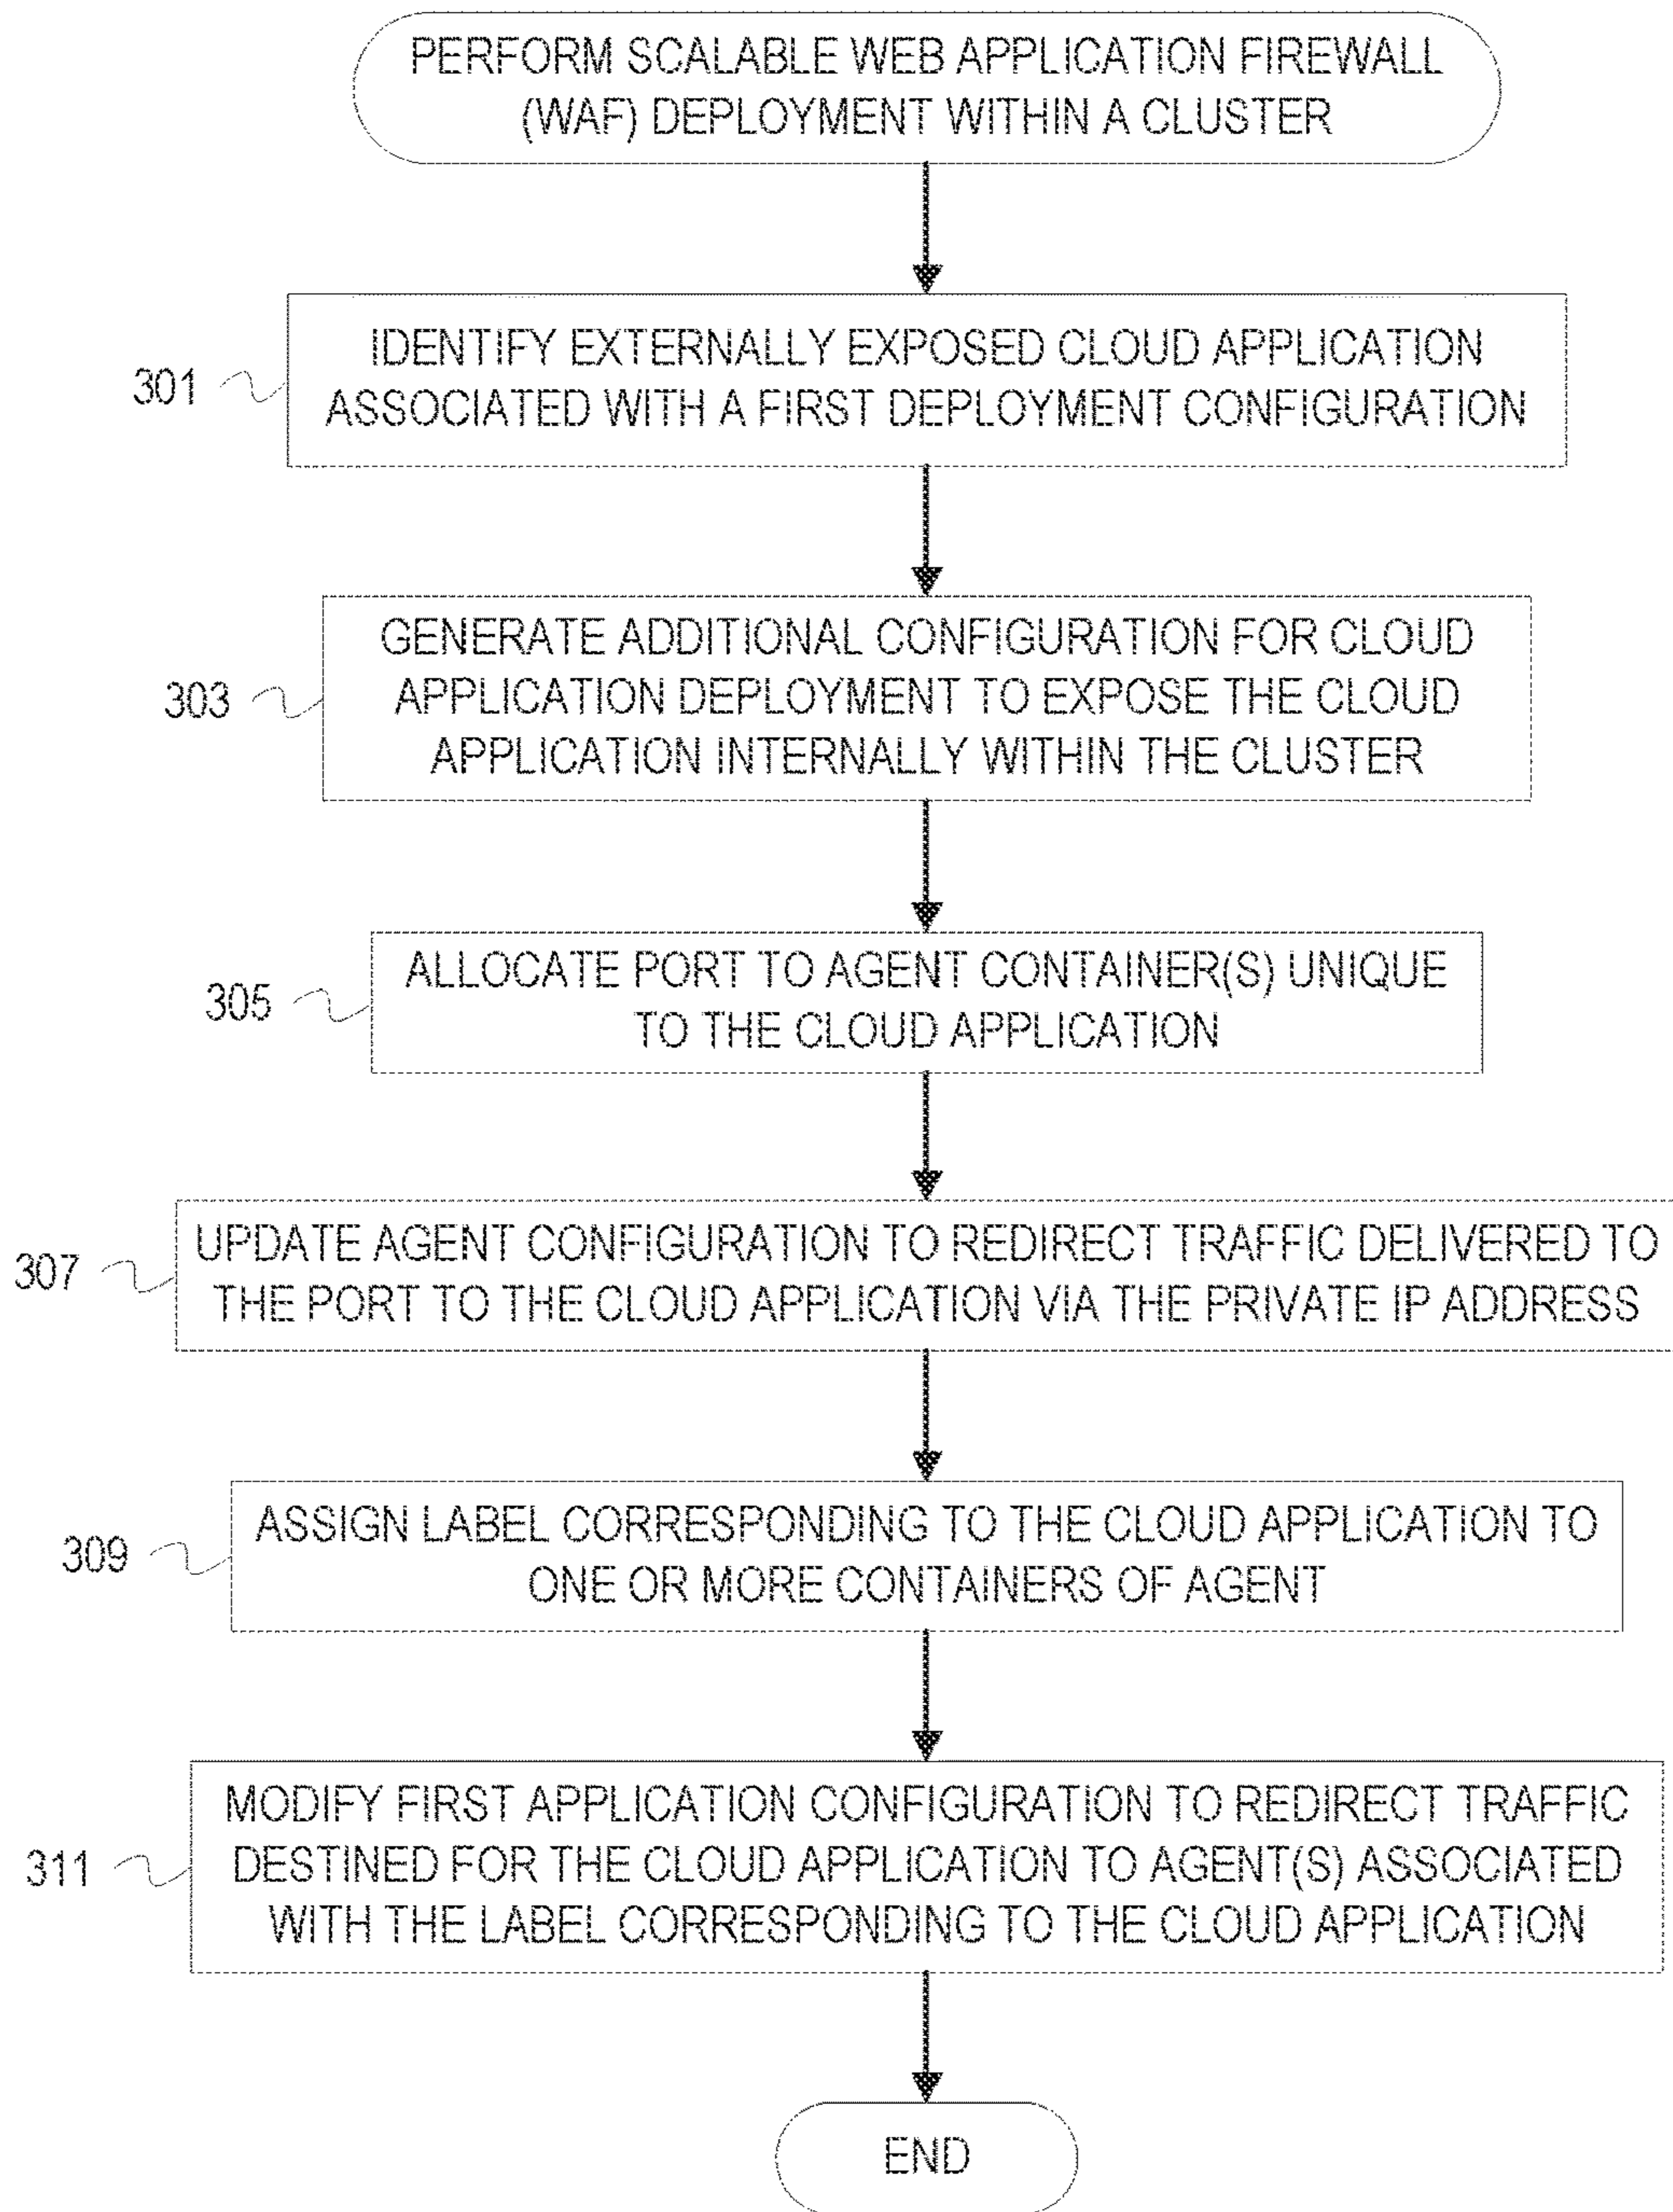 PERFORM SCALABLE WEB APPLICATION FIREWALL
(WAF) DEPLOYMENT WITHIN A CLUSTER
301
IDENTIFY EXTERNALLY EXPOSED CLOUD APPLICATION
ASSOCIATED WITH A FIRST DEPLOYMENT CONFIGURATION
303
GENERATE ADDITIONAL CONFIGURATION FOR CLOUD
APPLICATION DEPLOYMENT TO EXPOSE THE CLOUD
APPLICATION INTERNALLY WITHIN THE CLUSTER
305
ALLOCATE PORT TO AGENT CONTAINER(S) UNIQUE
TO THE CLOUD APPLICATION
307
UPDATE AGENT CONFIGURATION TO REDIRECT TRAFFIC DELIVERED TO
THE PORT TO THE CLOUD APPLICATION VIA THE PRIVATE IP ADDRESS
309
ASSIGN LABEL CORRESPONDING TO THE CLOUD APPLICATION TO
ONE OR MORE CONTAINERS OF AGENT
311
MODIFY FIRST APPLICATION CONFIGURATION TO REDIRECT TRAFFIC
DESTINED FOR THE CLOUD APPLICATION TO AGENT(S) ASSOCIATED
WITH THE LABEL CORRESPONDING TO THE CLOUD APPLICATION
END